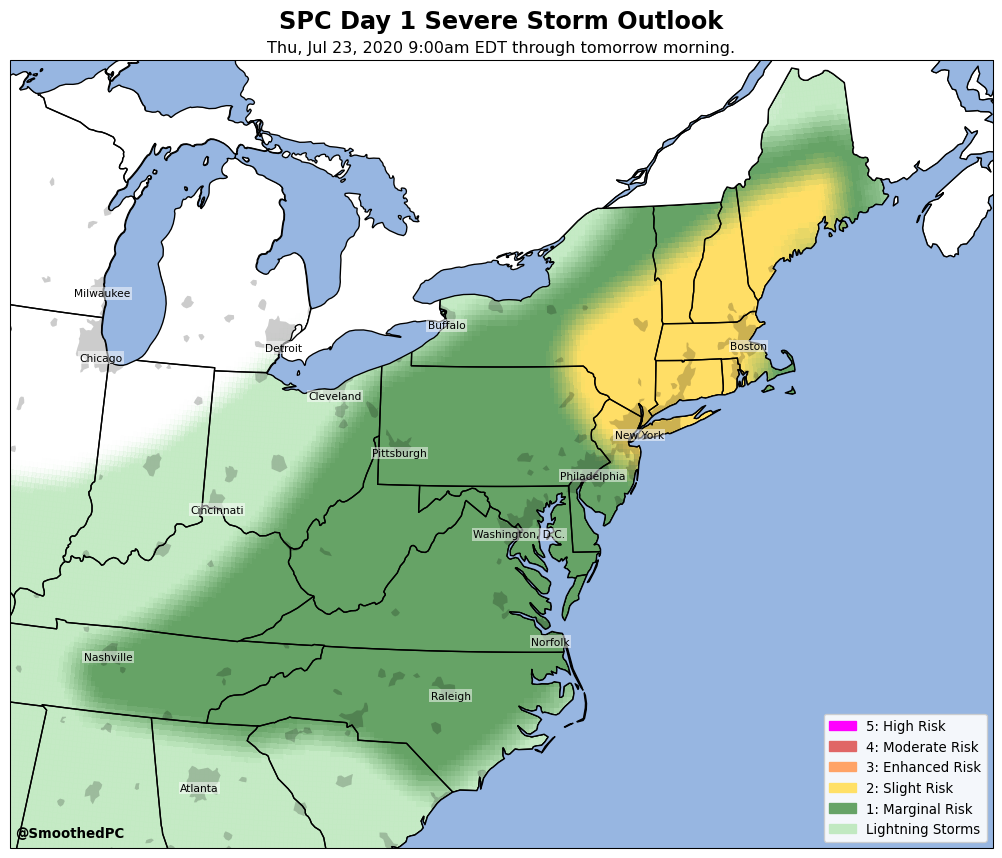 SPC Day 1 Severe Storm Outlook
Thu, Jul 23, 2020 9:00am EDT through tomorrow morning.
Milwaukee
Buffalo
Boston
Detroit
Chicago
Cleveland
New York
Pittsburgh
Philadelphia
Cincinnati
Washington, D.C.
Norfolk
Nashville
Raleigh
Atlanta
5: High Risk
4: Moderate Risk
3: Enhanced Risk
2: Slight Risk
1: Marginal Risk
Lightning Storms
@SmoothedPC